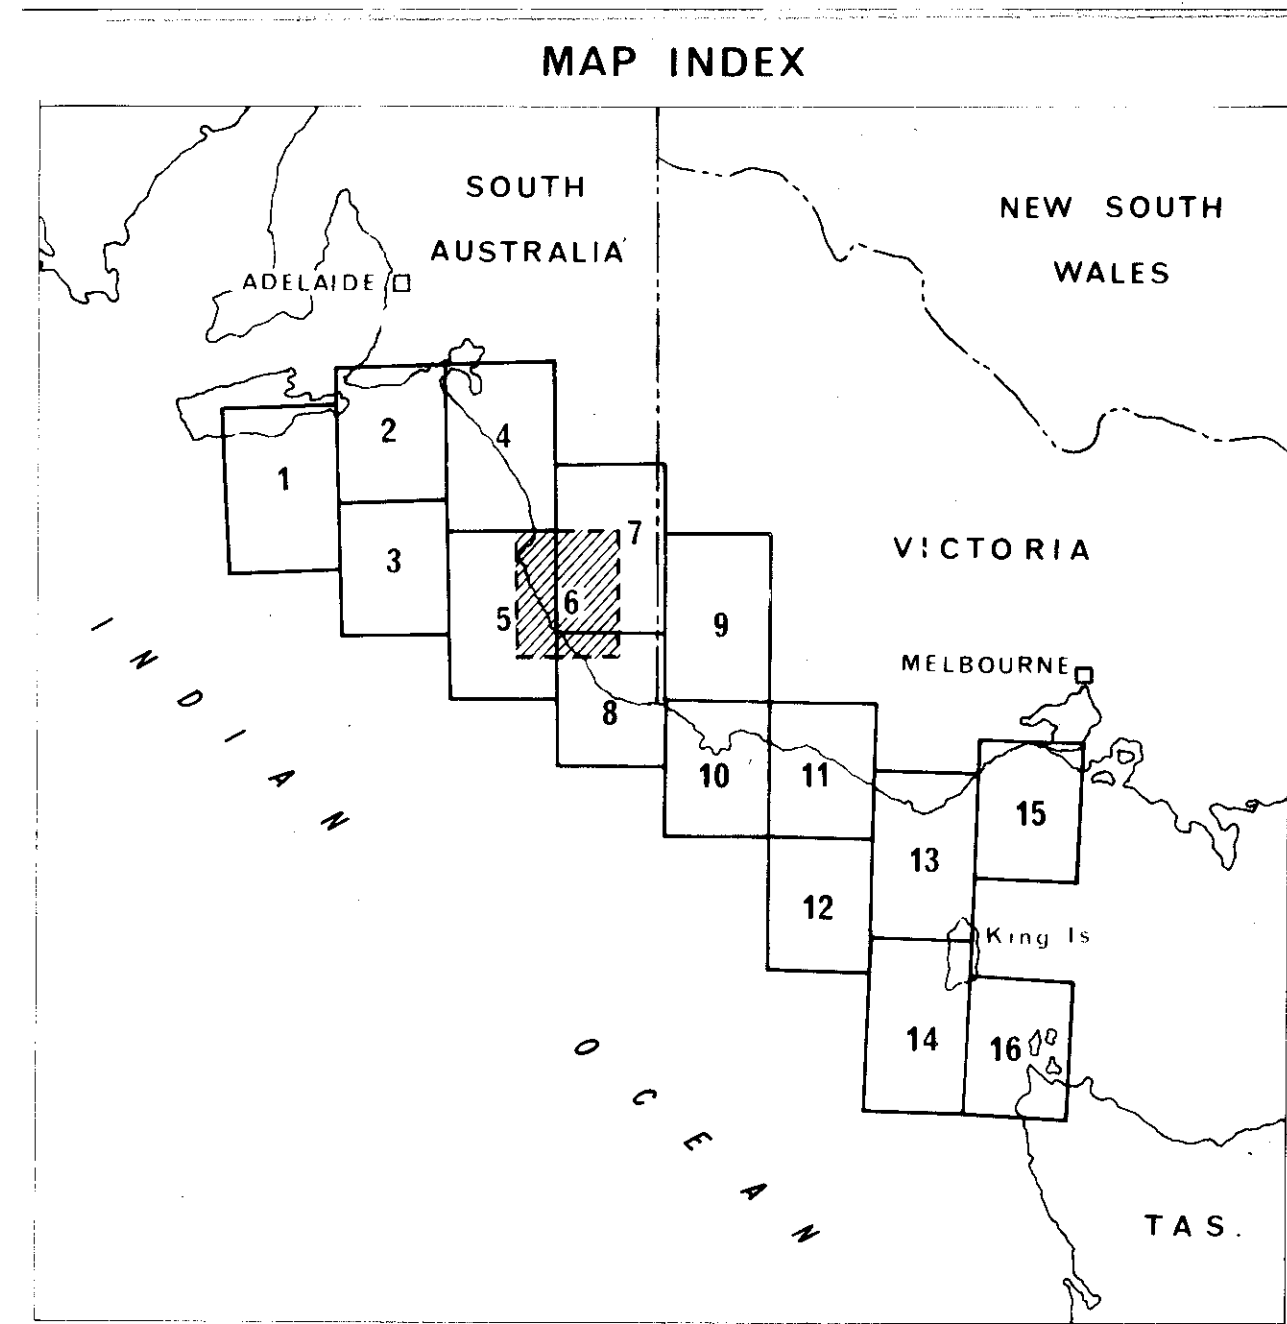 MAP INDEX
SOUTH
AUSTRALIA
NEW SOUTH
WALES
ADELAIDE
2
4
1
7
3
VICTORIA
6
5
9
MELBOURNE
8
10
11
15
13
12
King Is
14
16
INDIAN
OCEAN
TAS.